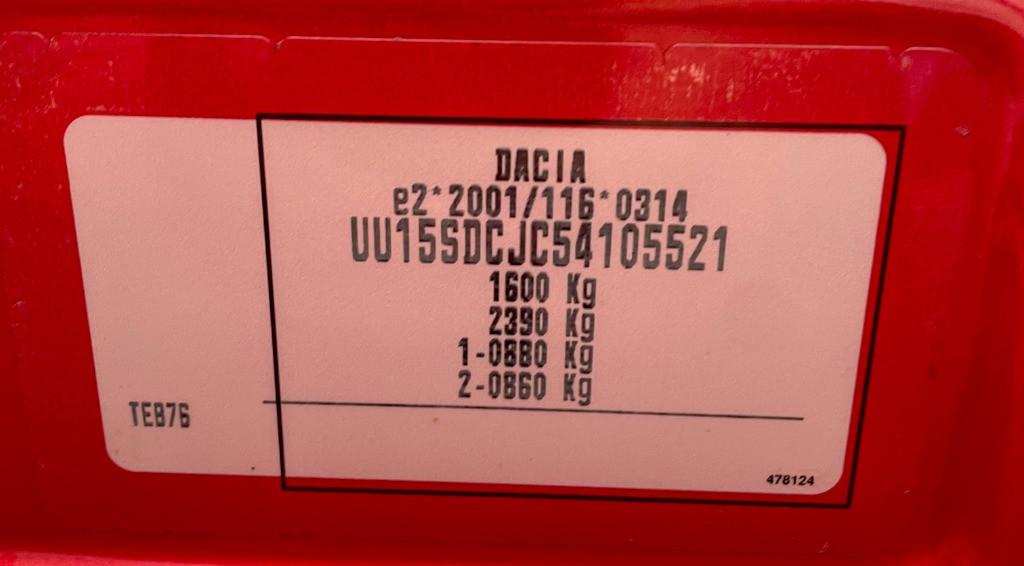 DACIA
e2*2001/116*0314
UU15SDCJC54105521
1600 Kg
2390 Kg
1-0880 Kg
2-0860 Kg
TEB76
478124